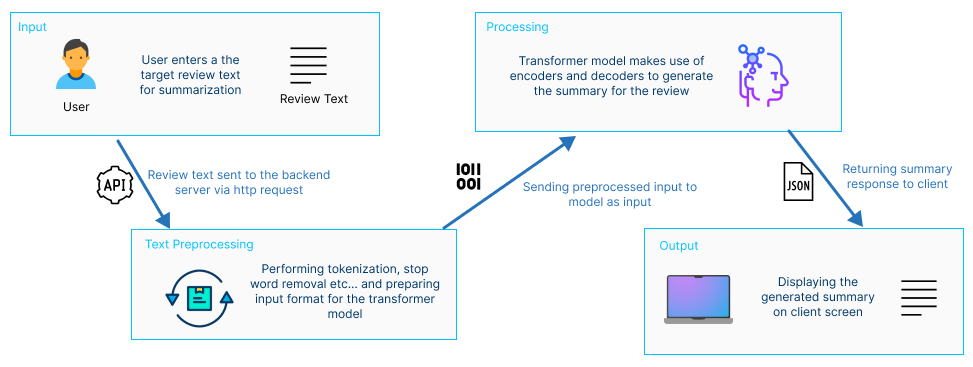 Input
User enters a the
target review text
for summarization
User
Review Text
API
Review text sent to the backend
server via http request
Text Preprocessing
Performing tokenization, stop
word removal etc... and preparing
input format for the transformer
model
1011
001
Sending preprocessed input to
model as input
Processing
Transformer model makes use of
encoders and decoders to generate
the summary for the review
JSON
Returning summary
response to client
Output
Displaying the
generated summary
on client screen